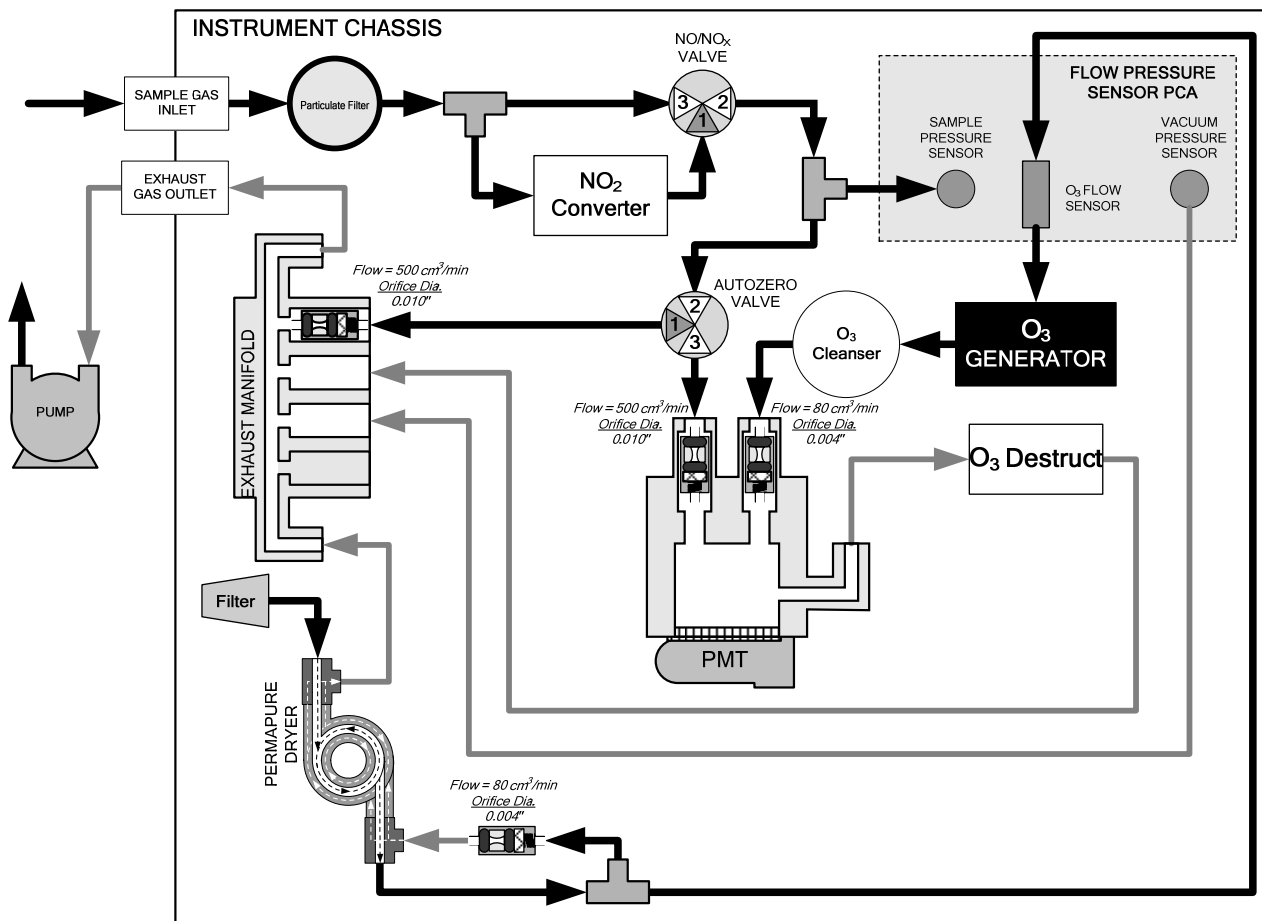 INSTRUMENT CHASSIS
SAMPLE GAS
INLET
Particulate Filter
NO/NOX
VALVE
3
2
1
NO2
Converter
FLOW PRESSURE
SENSOR PCA
SAMPLE
PRESSURE
SENSOR
VACUUM
PRESSURE
SENSOR
O3 FLOW
SENSOR
EXHAUST
GAS OUTLET
PUMP
EXHAUST MANIFOLD
Flow = 500 cm3/min
Orifice Dia.
0.010"
AUTOZERO
VALVE
2
1
3
O3
Cleanser
O3
GENERATOR
Flow = 500 cm3/min
Orifice Dia.
0.010"
Flow = 80 cm3/min
Orifice Dia.
0.004"
O3 Destruct
PMT
Filter
PERMAPURE
DRYER
Flow = 80 cm3/min
Orifice Dia.
0.004"